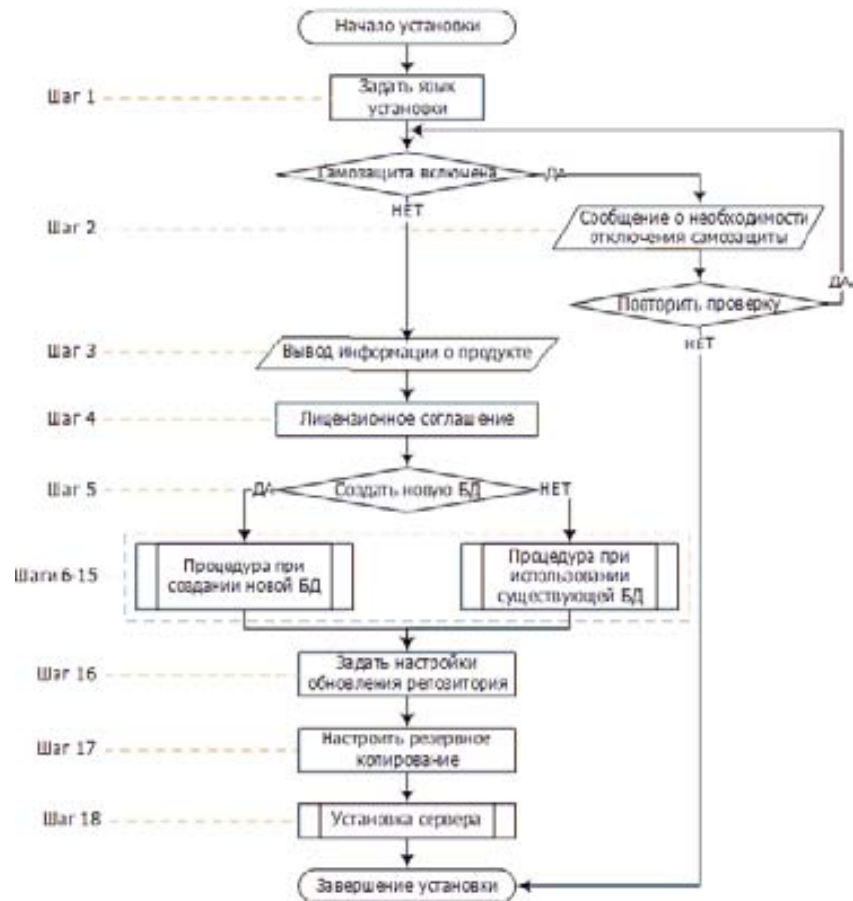 Начало установки
Шаг 1
Задать язык
установки
Самозащита включена
ДА
НЕТ
Шаг 2
Сообщение о необходимости
отключения самозащиты
ДА
Повторить проверку
НЕТ
Шаг 3
Вывод информации о продукте
Шаг 4
Лицензионное соглашение
Шаг 5
ДА
Создать новую БД
НЕТ
Шаги 6-15
Процедура при
создании новой БД
Процедура при
использовании
существующей БД
Шаг 16
Задать настройки
обновления репозитория
Шаг 17
Настроить резервное
копирование
Шаг 18
Установка сервера
Завершение установки